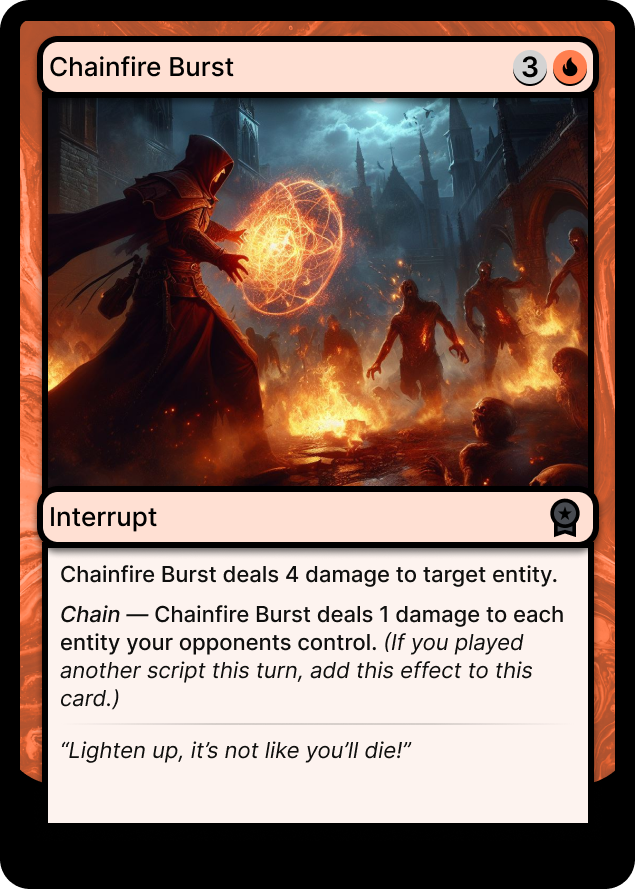 Chainfire Burst 3
Interrupt
Chainfire Burst deals 4 damage to target entity.
Chain — Chainfire Burst deals 1 damage to each
entity your opponents control. (If you played
another script this turn, add this effect to this
card.)
“Lighten up, it’s not like you’ll die!”